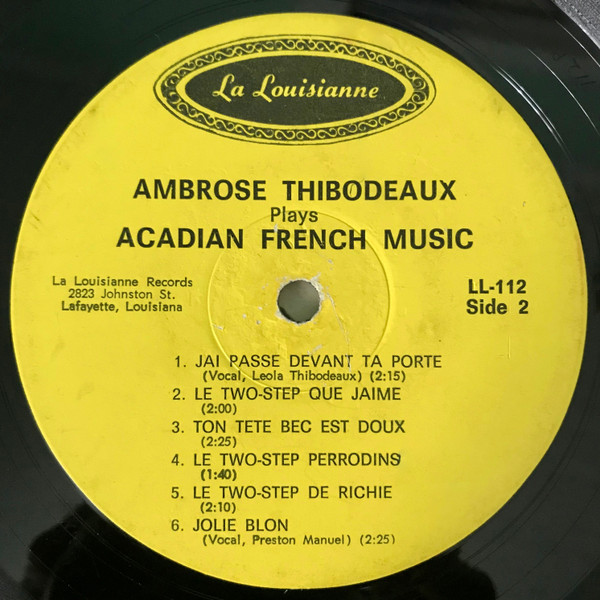 La Louisianne
AMBROSE THIBODEAUX
Plays
ACADIAN FRENCH MUSIC
La Louisianne Records
2823 Johnston St.
Lafayette, Louisiana
LL-112
Side 2
1. JAI PASSE DEVANT TA PORTE
(Vocal, Leola Thibodeaux) (2:15)
2. LE TWO-STEP QUE JAIME
(2:00)
3. TON TETE BEC EST DOUX
(2:25)
4. LE TWO-STEP PERRODINS
(1:40)
5. LE TWO-STEP DE RICHIE
(2:10)
6. JOLIE BLON
(Vocal, Preston Manuel) (2:25)